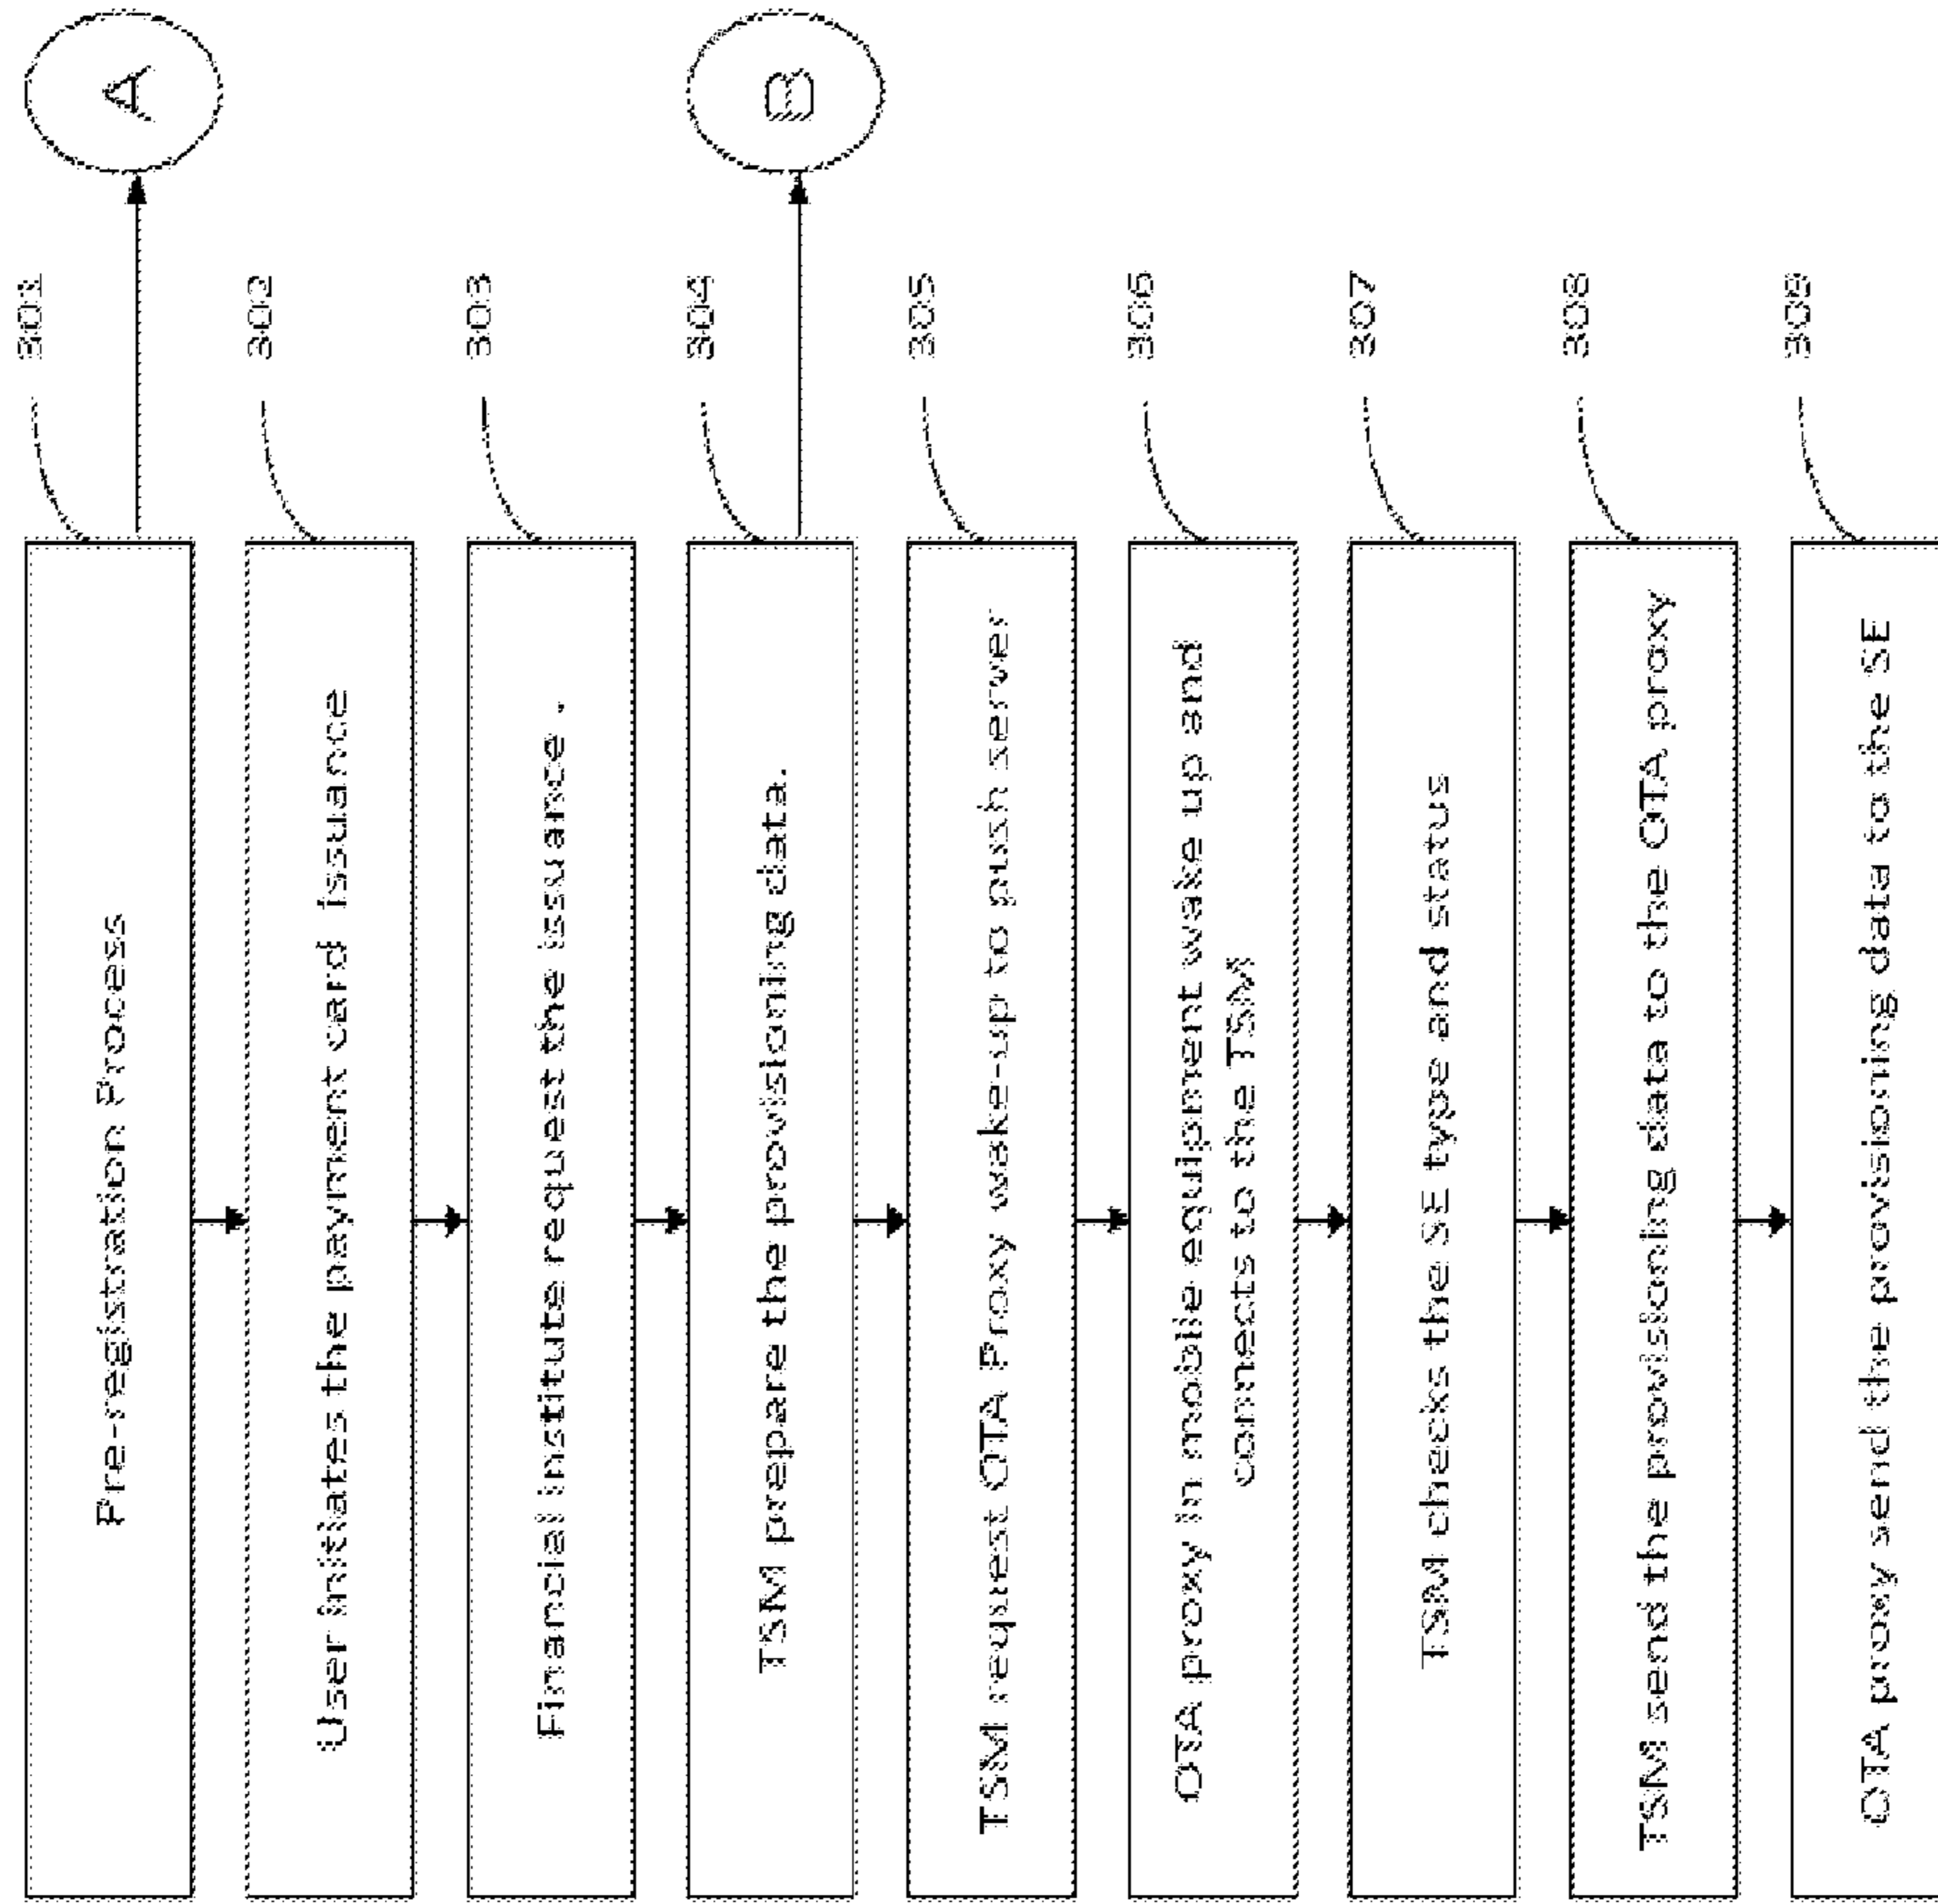 Pre-registration Process
301
A
User initiates the payment card issuance
302
Financial institute request the issuance .
303
TSM prepare the provisioning data.
304
B
TSM request OTA Proxy wake-up to push server
305
OTA proxy in mobile equipment wake up and
connects to the TSM
306
TSM checks the SE type and status
307
TSM send the provisioning data to the OTA proxy
308
OTA proxy send the provisioning data to the SE
309